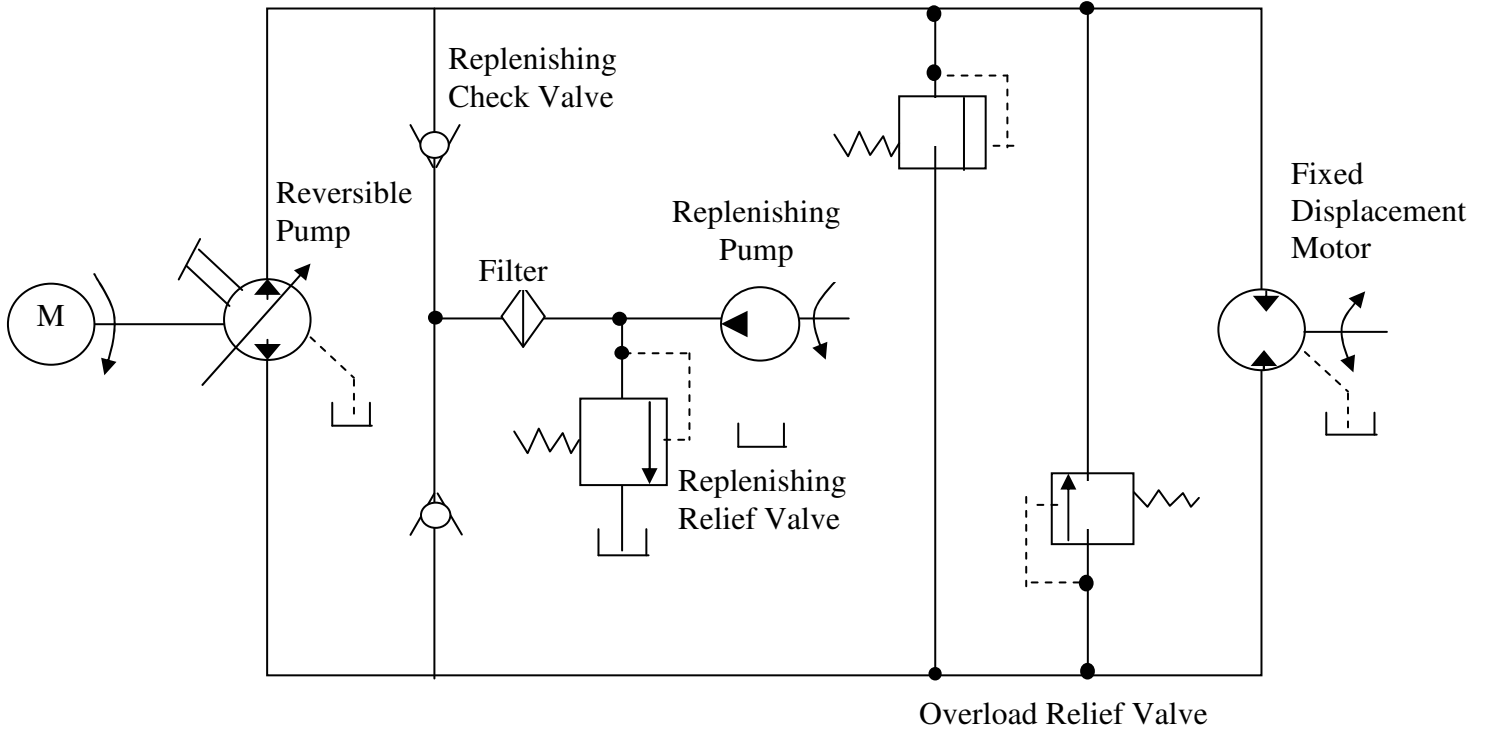 Replenishing
Check Valve
Reversible
Pump
M
Filter
Replenishing
Pump
Fixed
Displacement
Motor
Replenishing
Relief Valve
Overload Relief Valve